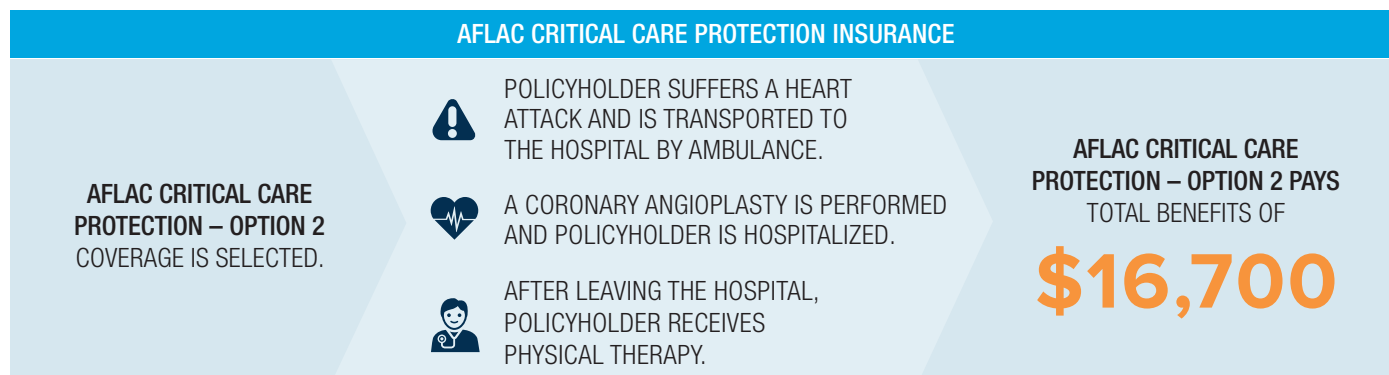 AFLAC CRITICAL CARE PROTECTION INSURANCE
AFLAC CRITICAL CARE
PROTECTION – OPTION 2
COVERAGE IS SELECTED.
POLICYHOLDER SUFFERS A HEART
ATTACK AND IS TRANSPORTED TO
THE HOSPITAL BY AMBULANCE.
A CORONARY ANGIOPLASTY IS PERFORMED
AND POLICYHOLDER IS HOSPITALIZED.
AFTER LEAVING THE HOSPITAL,
POLICYHOLDER RECEIVES
PHYSICAL THERAPY.
AFLAC CRITICAL CARE
PROTECTION – OPTION 2 PAYS
TOTAL BENEFITS OF
$16,700